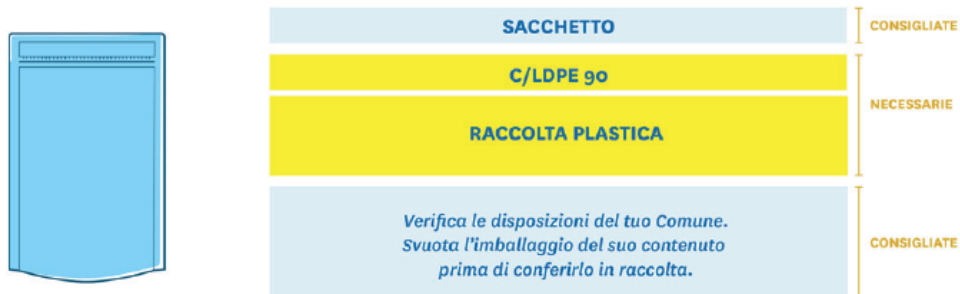 SACCHETTO
CONSIGLIATE
C/LDPE 90
NECESSARIE
RACCOLTA PLASTICA
Verifica le disposizioni del tuo Comune.
Svuota l'imballaggio del suo contenuto
prima di conferirlo in raccolta.
CONSIGLIATE